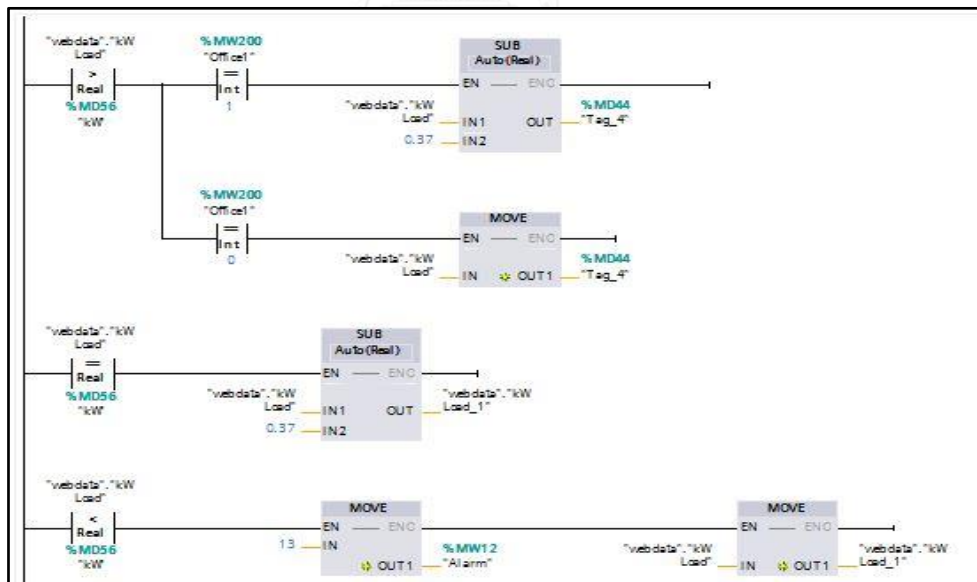 "webdata"."kW
Load"
>
Real
%MD56
"kW"
%MW200
"Office1"
==
Int
1
SUB
Auto (Real)
EN
ENO
"webdata"."kW
Load"
IN1
0.37
IN2
OUT
%MD44
"Tag_4"
%MW200
"Office1"
==
Int
0
MOVE
EN
ENO
"webdata"."kW
Load"
IN
OUT1
%MD44
"Tag_4"
"webdata"."kW
Load"
==
Real
%MD56
"kW"
SUB
Auto (Real)
EN
ENO
"webdata"."kW
Load"
IN1
0.37
IN2
OUT
"webdata"."kW
Load_1"
"webdata"."kW
Load"
<
Real
%MD56
"kW"
MOVE
EN
ENO
13
IN
OUT1
%MW12
"Alarm"
MOVE
EN
ENO
"webdata"."kW
Load"
IN
OUT1
"webdata"."kW
Load_1"